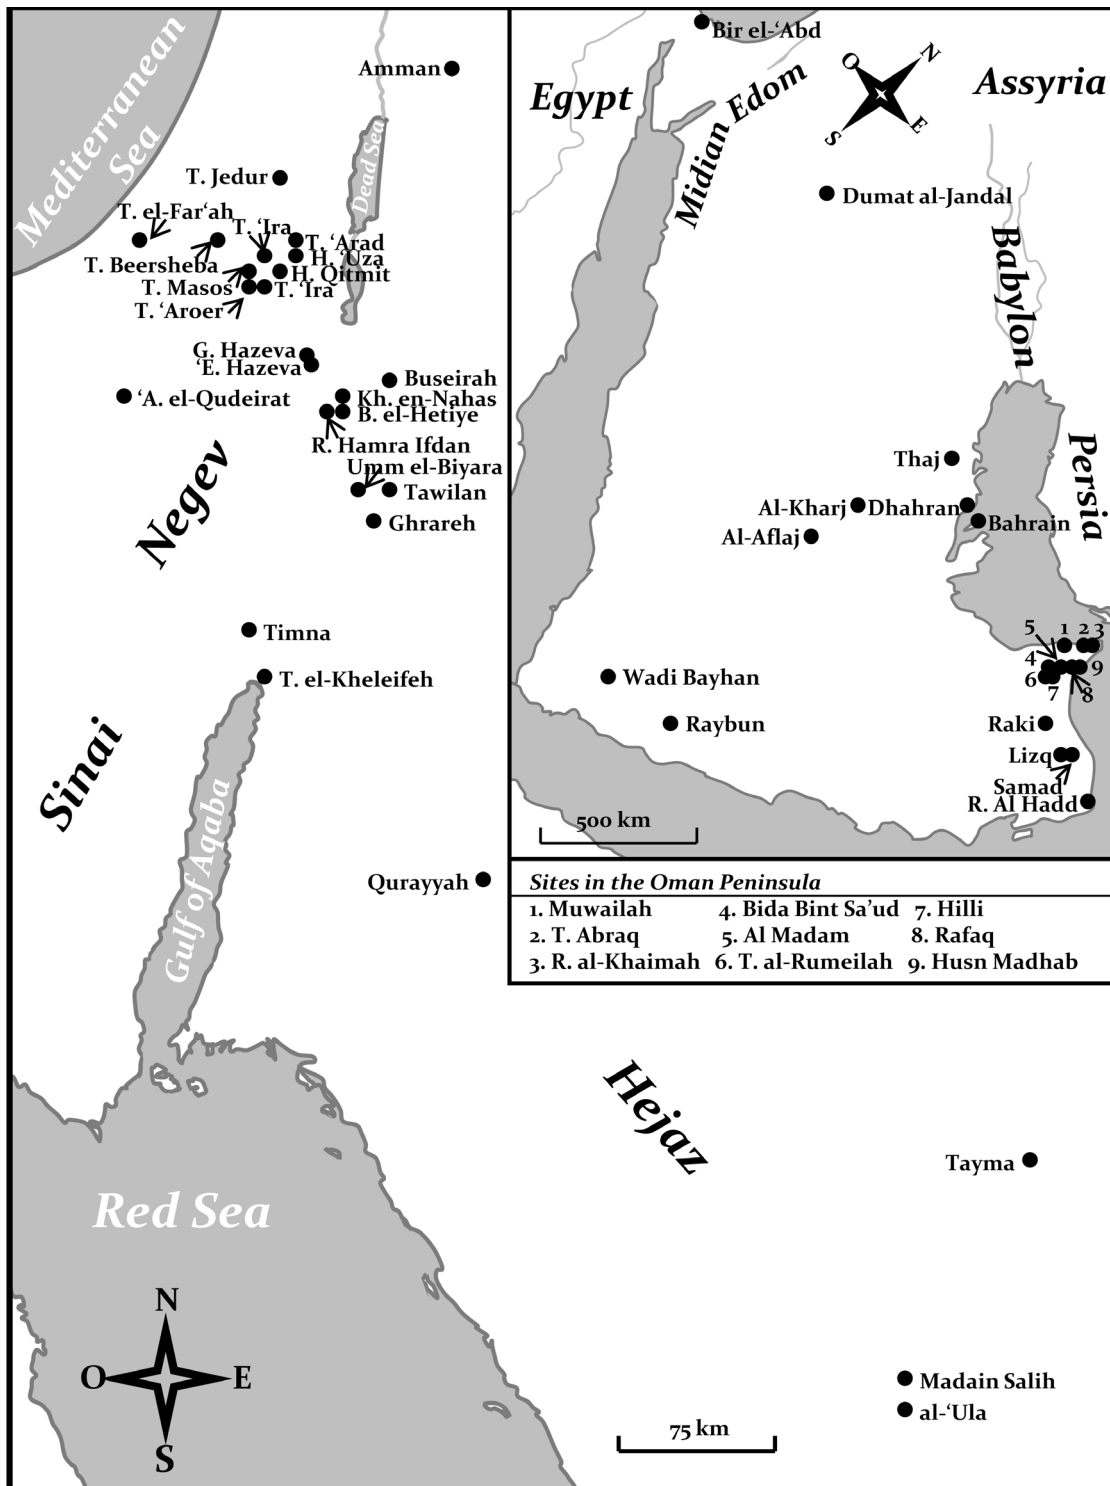 Mediterranean
Sea
Amman
Dead Sea
T. Jedur
T. el-Far‘ah
T. ‘Ira
T. ‘Arad
H. ‘Uza
T. Beersheba
H. Qitmit
T. Masos
T. ‘Ira
T. ‘Aroer
G. Hazeva
‘E. Hazeva
Buseirah
‘A. el-Qudeirat
Kh. en-Nahas
B. el-Hetiye
R. Hamra Ifdan
Umm el-Biyara
Tawilan
Ghrareh
Negev
Timna
T. el-Kheleifeh
Sinai
Gulf of Aqaba
Qurayyah
Hejaz
Tayma
Red Sea
N
O
E
S
Madain Salih
al-‘Ula
75 km
Bir el-‘Abd
Egypt
Midian
Edom
O
N
S
E
Assyria
Dumat al-Jandal
Babylon
Persia
Thaj
Al-Kharj
Dhahran
Bahrain
Al-Aflaj
5
1
2
3
4
9
6
7
8
Wadi Bayhan
Raybun
Raki
Lizq
Samad
R. Al Hadd
500 km
Sites in the Oman Peninsula
1. Muwailah 4. Bida Bint Sa’ud 7. Hilli
2. T. Abraq 5. Al Madam 8. Rafaq
3. R. al-Khaimah 6. T. al-Rumeilah 9. Husn Madhab